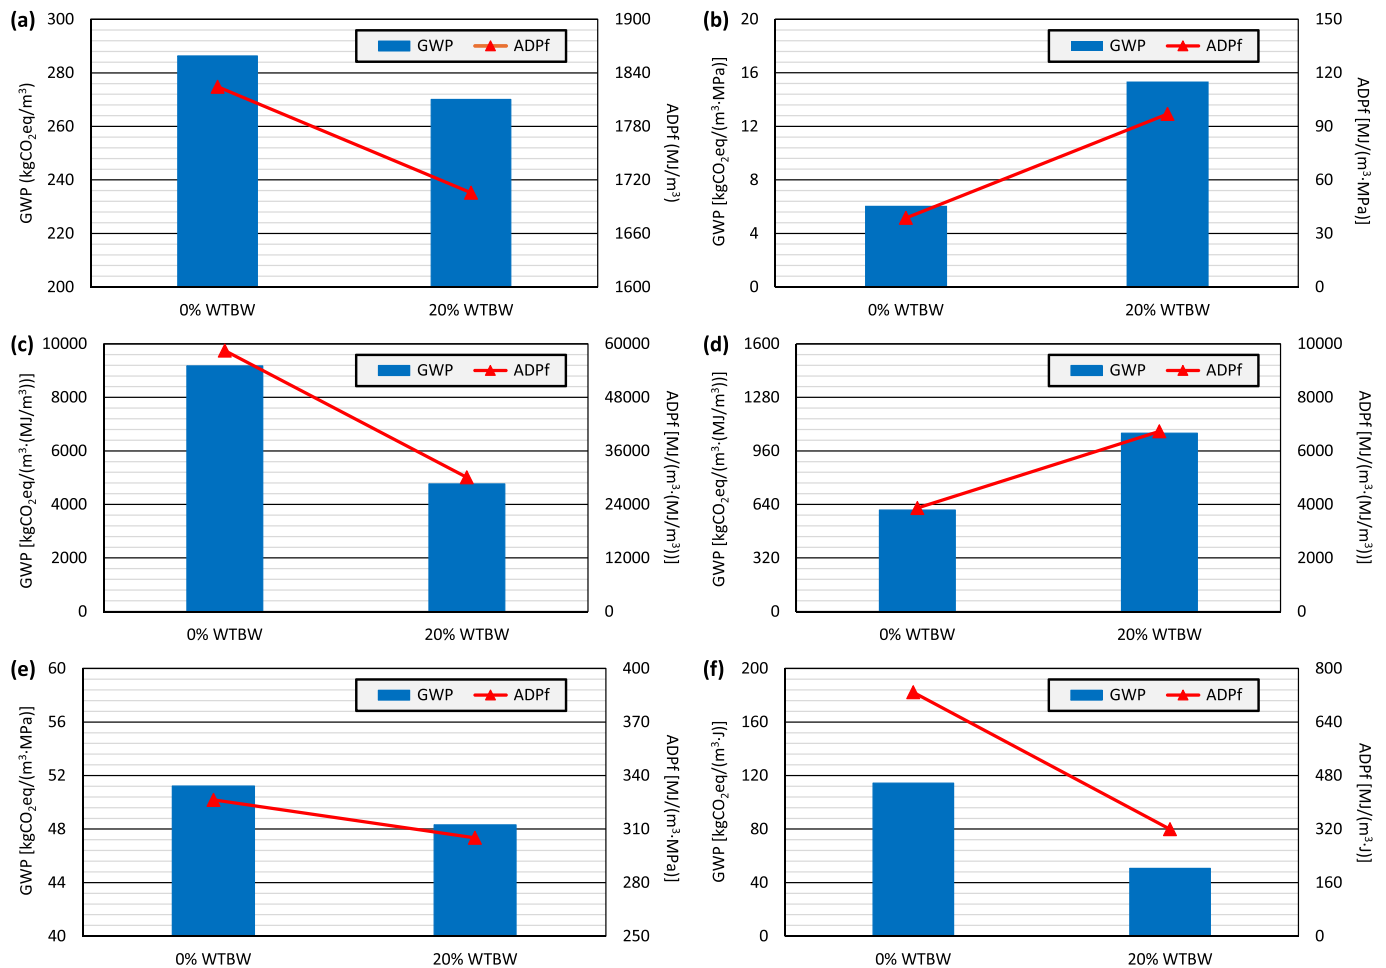 (a)
GWP (kgCO₂eq/m³)
300
280
260
240
220
200
GWP
ADPf
1900
1840
1780
1720
1660
1600
ADPf (MJ/m³)
0% WTBW
20% WTBW
(b)
GWP [kgCO₂eq/(m³·MPa)]
20
16
12
8
4
0
GWP
ADPf
150
120
90
60
30
0
ADPf [MJ/(m³·MPa)]
0% WTBW
20% WTBW
(c)
GWP [kgCO₂eq/(m³·(MJ/m³))]
10000
8000
6000
4000
2000
0
GWP
ADPf
60000
48000
36000
24000
12000
0
ADPf [MJ/(m³·(MJ/m³))]
0% WTBW
20% WTBW
(d)
GWP [kgCO₂eq/(m³·(MJ/m³))]
1600
1280
960
640
320
0
GWP
ADPf
10000
8000
6000
4000
2000
0
ADPf [MJ/(m³·(MJ/m³))]
0% WTBW
20% WTBW
(e)
GWP [kgCO₂eq/(m³·MPa)]
60
56
52
48
44
40
GWP
ADPf
400
370
340
310
280
250
ADPf [MJ/(m³·MPa)]
0% WTBW
20% WTBW
(f)
GWP [kgCO₂eq/(m³·J)]
200
160
120
80
40
0
GWP
ADPf
800
640
480
320
160
0
ADPf [MJ/(m³·J)]
0% WTBW
20% WTBW